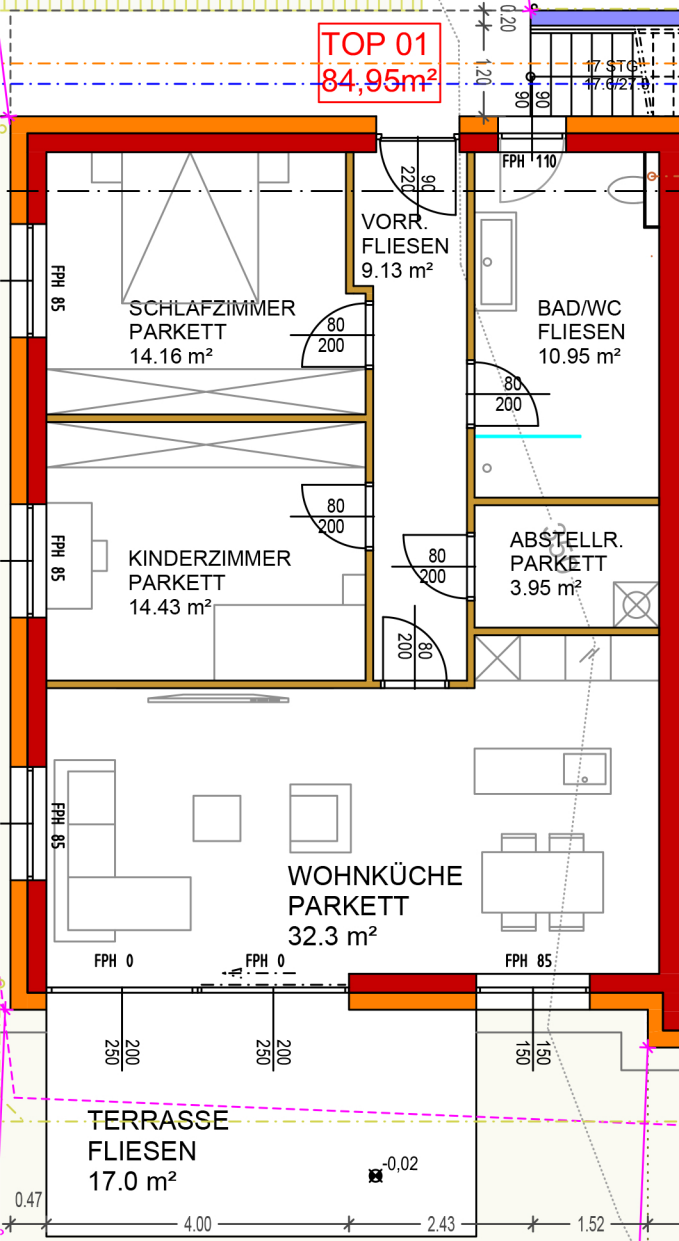 TOP 01
84,95m²
0.20
1.20
17 STG
90
90
FPH 110
90
220
VORR.
FLIESEN
9.13 m²
FPH 85
SCHLAFZIMMER
PARKETT
14.16 m²
80
200
BAD/WC
FLIESEN
10.95 m²
80
200
80
200
FPH 85
KINDERZIMMER
PARKETT
14.43 m²
80
200
ABSTELLR.
PARKETT
3.95 m²
350
80
200
FPH 85
WOHNKÜCHE
PARKETT
32.3 m²
FPH 0
FPH 0
FPH 85
200
250
200
250
150
150
TERRASSE
FLIESEN
17.0 m²
-0,02
0.47
4.00
2.43
1.52